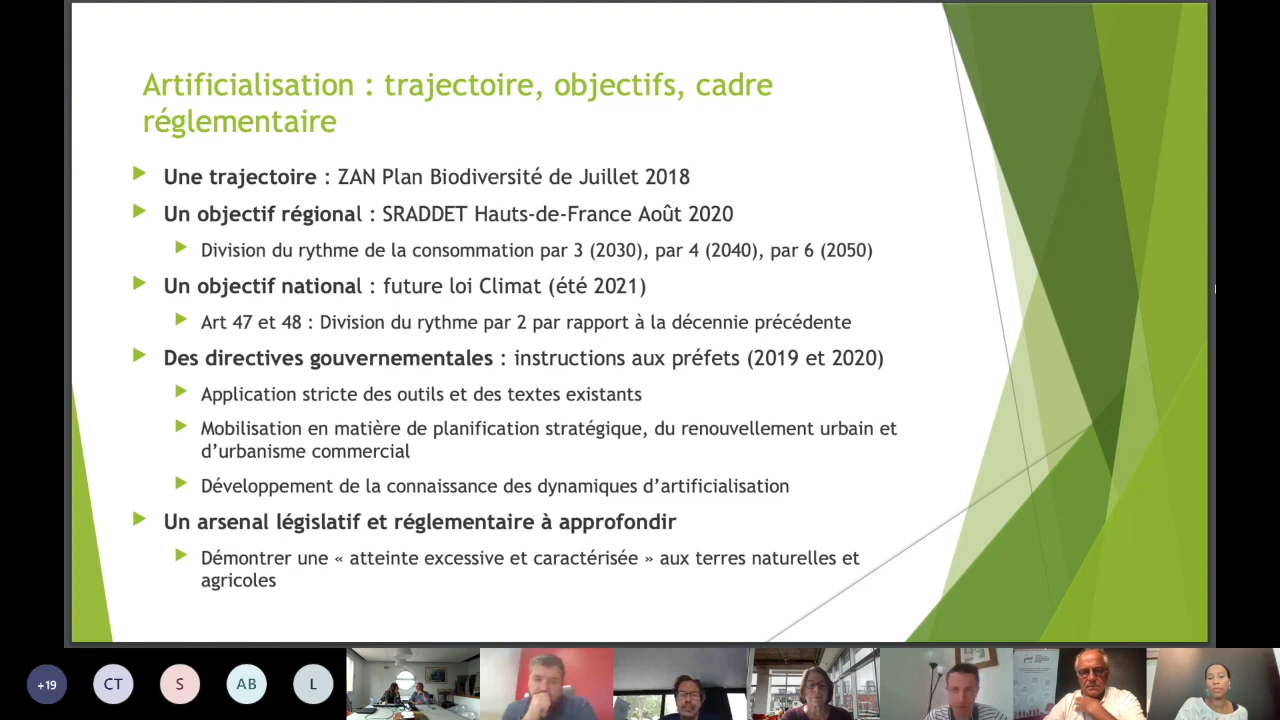 Artificialisation : trajectoire, objectifs, cadre
réglementaire
Une trajectoire : ZAN Plan Biodiversité de Juillet 2018
Un objectif régional : SRADDET Hauts-de-France Août 2020
Division du rythme de la consommation par 3 (2030), par 4 (2040), par 6 (2050)
Un objectif national : future loi Climat (été 2021)
Art 47 et 48 : Division du rythme par 2 par rapport à la décennie précédente
Des directives gouvernementales : instructions aux préfets (2019 et 2020)
Application stricte des outils et des textes existants
Mobilisation en matière de planification stratégique, du renouvellement urbain et
d’urbanisme commercial
Développement de la connaissance des dynamiques d’artificialisation
Un arsenal législatif et réglementaire à approfondir
Démontrer une « atteinte excessive et caractérisée » aux terres naturelles et
agricoles
+19 CT S AB L